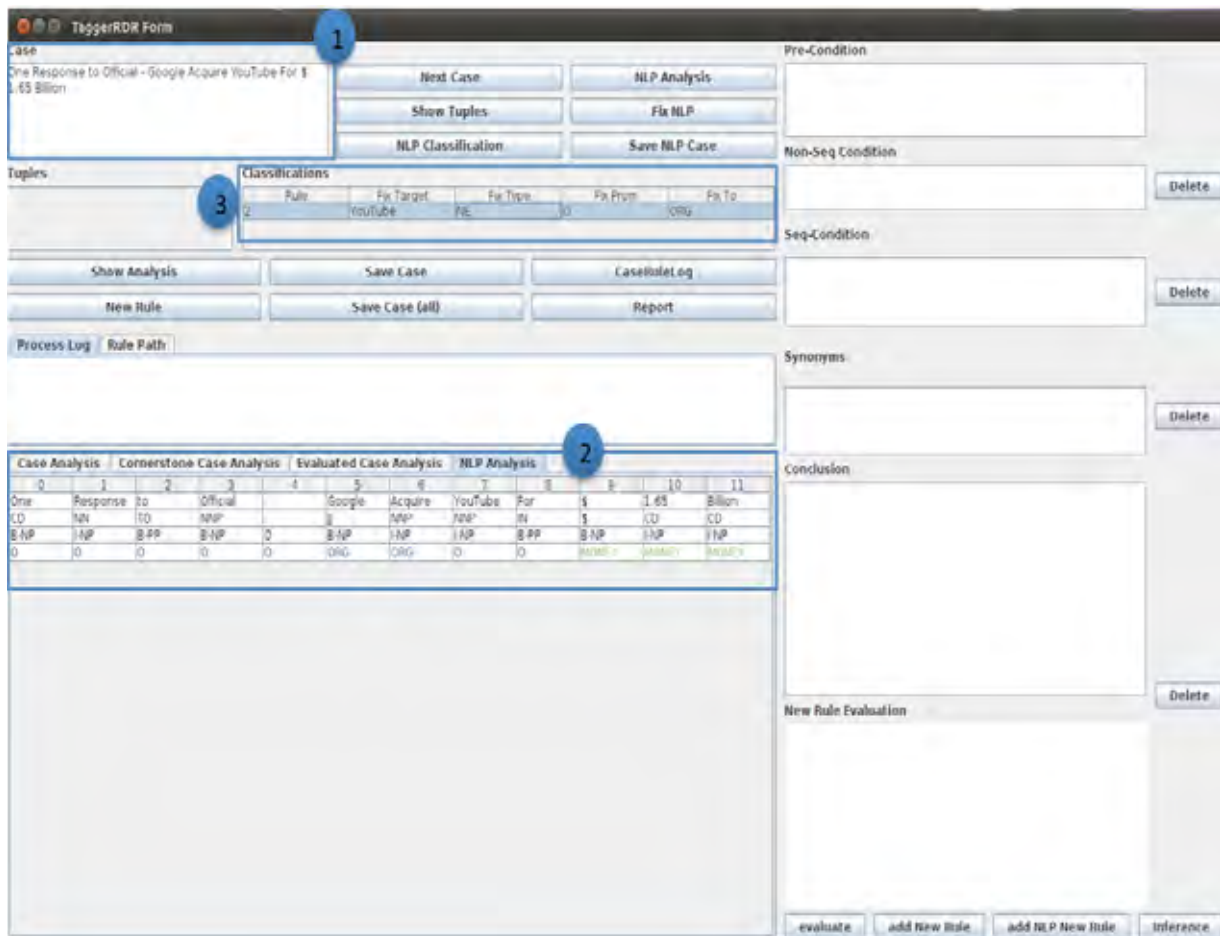 TaggerRDR Form
1
Case
One Response to Official - Google Acquire YouTube For $
1.65 Billion
Next Case NLP Analysis
Show Tuples Fix NLP
NLP Classification Save NLP Case
Tuples
3
Classifications
Rule Fix Target Fix Type Fix From Fix To
2 YouTube NE O ORG
Show Analysis Save Case CaseRuleLog
New Rule Save Case (all) Report
Process Log Rule Path
2
Case Analysis Cornerstone Case Analysis Evaluated Case Analysis NLP Analysis
0 1 2 3 4 5 6 7 8 9 10 11
One Response to Official Google Acquire YouTube For $ 1.65 Billion
CD NN TO NNP NNP NNP IN $ CD CD
B-NP I-NP B-PP B-NP O B-NP I-NP I-NP B-PP B-NP I-NP I-NP
O O O O O ORG ORG O O MONEY MONEY MONEY
Pre-Condition
Non-Seq Condition
Delete
Seq-Condition
Delete
Synonyms
Delete
Conclusion
Delete
New Rule Evaluation
evaluate add New Rule add NLP New Rule Inference